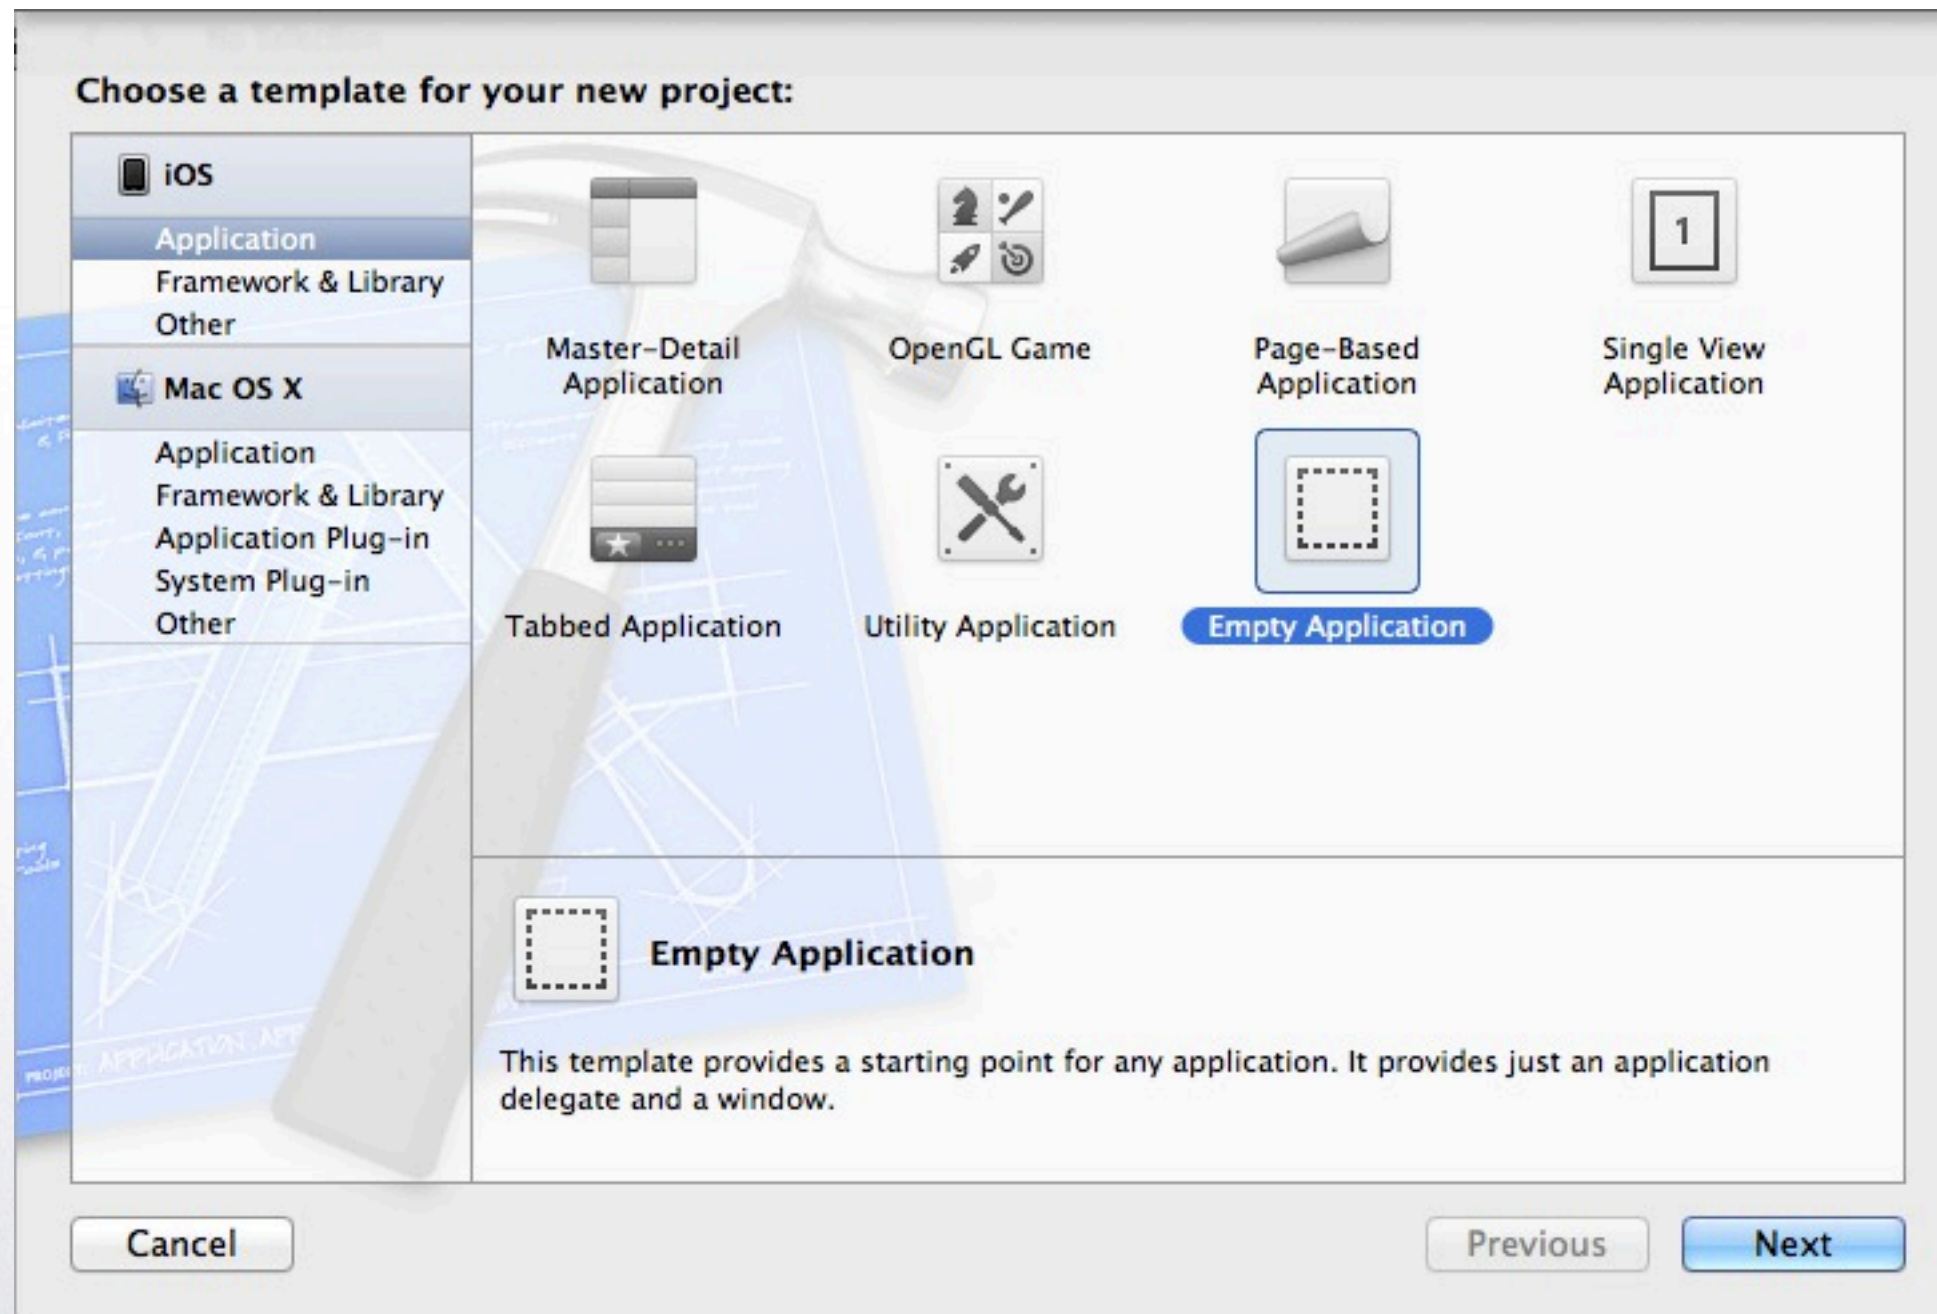 Choose a template for your new project:
iOS
Application
Framework & Library
Other
Mac OS X
Application
Framework & Library
Application Plug-in
System Plug-in
Other
Master-Detail
Application
OpenGL Game
Page-Based
Application
1
Single View
Application
Tabbed Application
Utility Application
Empty Application
Empty Application
This template provides a starting point for any application. It provides just an application
delegate and a window.
Cancel
Previous
Next